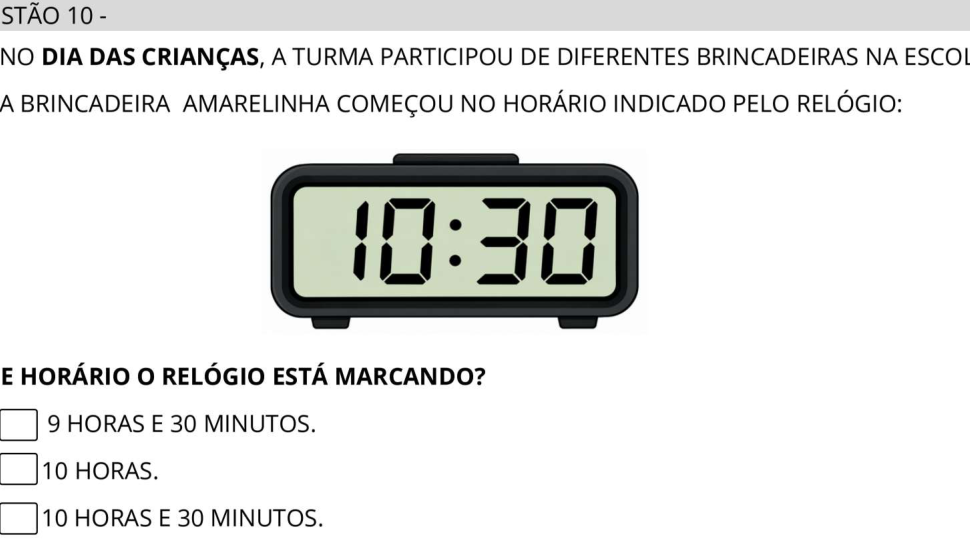 STÃO 10 -
NO DIA DAS CRIANÇAS, A TURMA PARTICIPOU DE DIFERENTES BRINCADEIRAS NA ESCOL
A BRINCADEIRA AMARELINHA COMEÇOU NO HORÁRIO INDICADO PELO RELÓGIO:
10:30
E HORÁRIO O RELÓGIO ESTÁ MARCANDO?
9 HORAS E 30 MINUTOS.
10 HORAS.
10 HORAS E 30 MINUTOS.